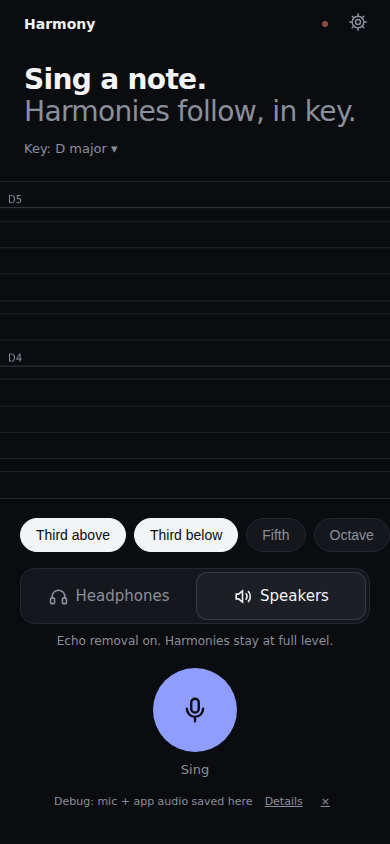 Harmony
Sing a note.
Harmonies follow, in key.
Key: D major ▾
D5
D4
Third above Third below Fifth Octave
Headphones Speakers
Echo removal on. Harmonies stay at full level.
Sing
Debug: mic + app audio saved here Details ×